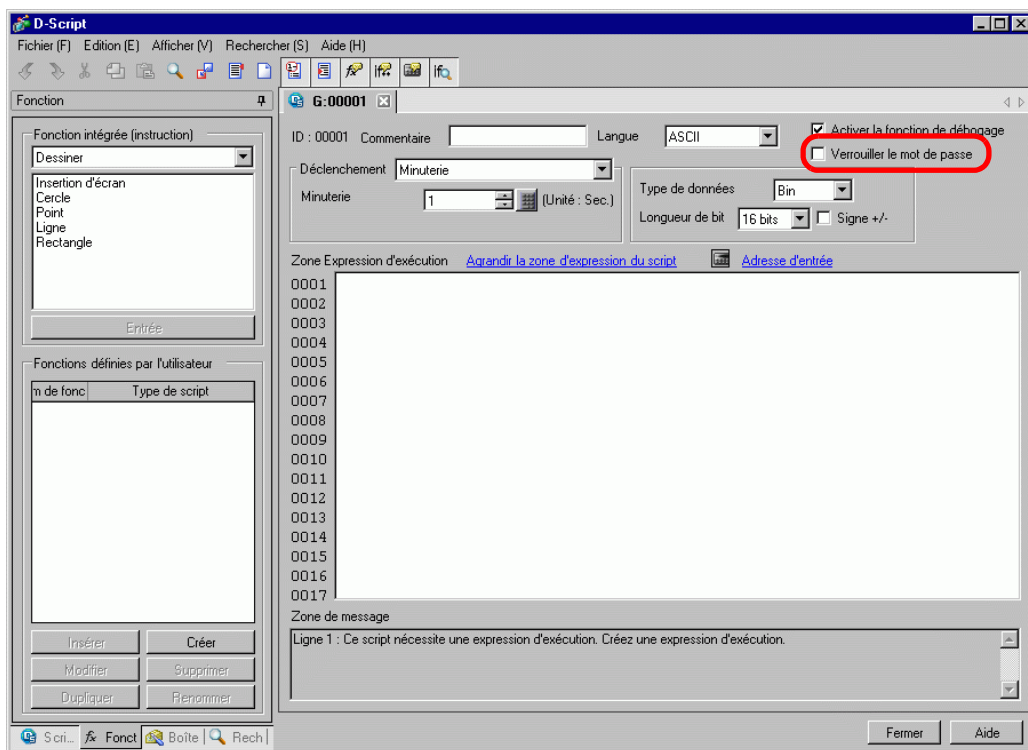 D-Script
Fichier (F) Edition (E) Afficher (V) Rechercher (S) Aide (H)
Fonction
G:00001
Fonction intégrée (instruction)
Dessiner
Insertion d'écran
Cercle
Point
Ligne
Rectangle
Entrée
Fonctions définies par l'utilisateur
n de fonc Type de script
Insérer Créer
Modifier Supprimer
Dupliquer Renommer
Scri... Fonct Boîte Rech
ID : 00001 Commentaire Langue ASCII
Activer la fonction de débogage
Verrouiller le mot de passe
Déclenchement Minuterie
Minuterie 1 (Unité : Sec.)
Type de données Bin
Longueur de bit 16 bits Signe +/-
Zone Expression d'exécution Agrandir la zone d'expression du script Adresse d'entrée
0001
0002
0003
0004
0005
0006
0007
0008
0009
0010
0011
0012
0013
0014
0015
0016
0017
Zone de message
Ligne 1 : Ce script nécessite une expression d'exécution. Créez une expression d'exécution.
Fermer Aide